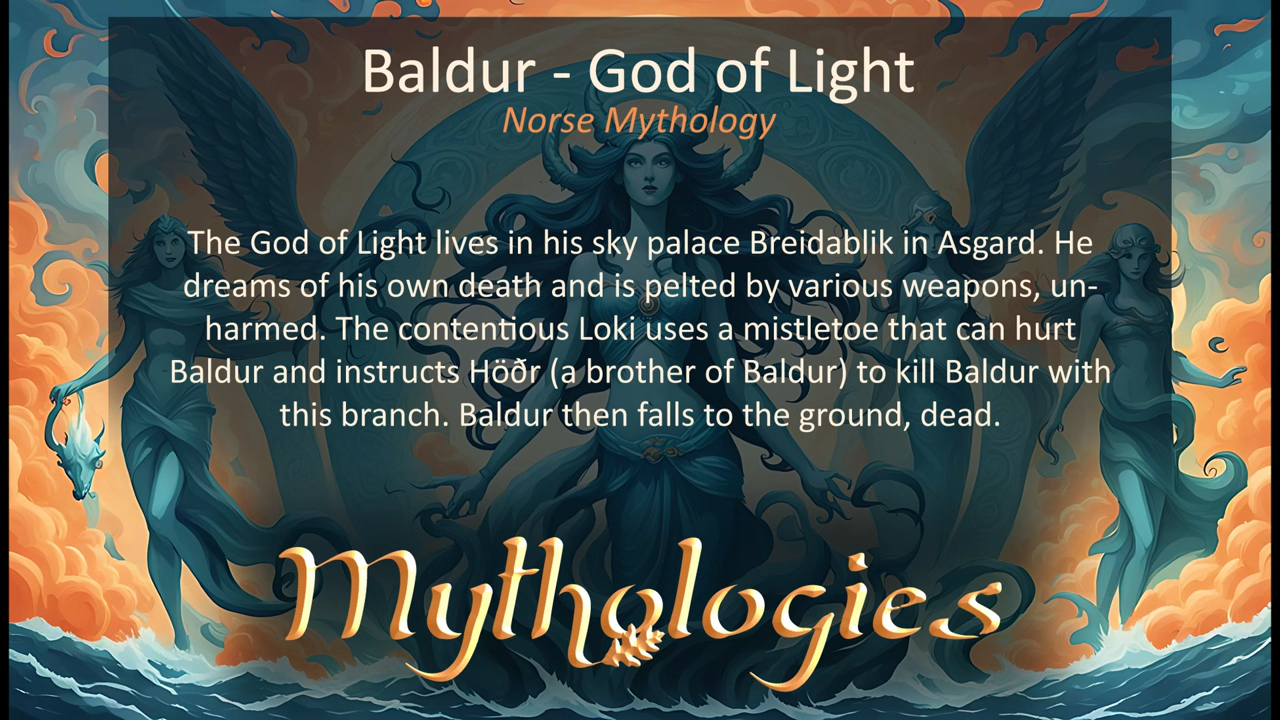 Baldur - God of Light
Norse Mythology
The God of Light lives in his sky palace Breidablik in Asgard. He
dreams of his own death and is pelted by various weapons, un-
harmed. The contentious Loki uses a mistletoe that can hurt
Baldur and instructs Höðr (a brother of Baldur) to kill Baldur with
this branch. Baldur then falls to the ground, dead.
Mythologies